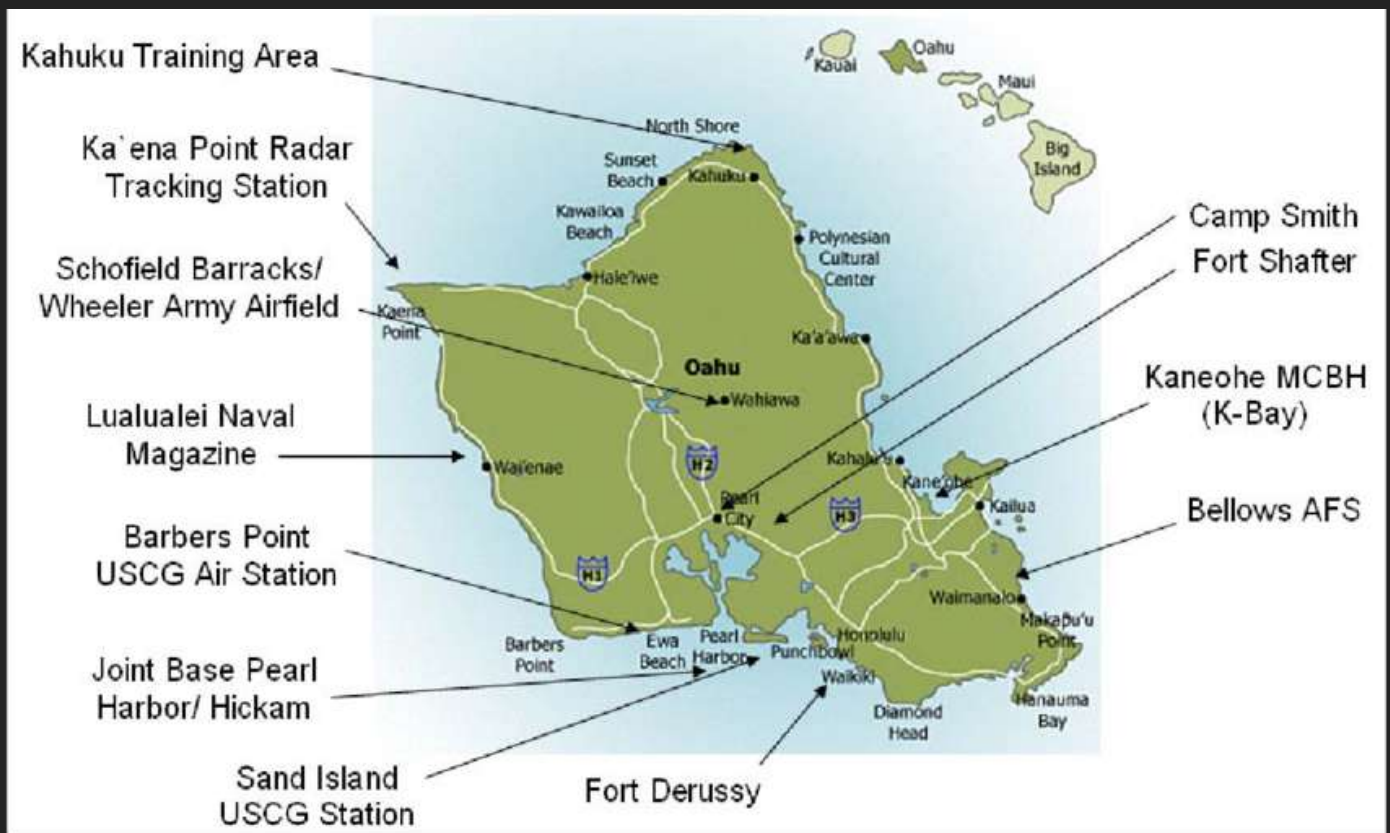 Kahuku Training Area
Ka`ena Point Radar
Tracking Station
Schofield Barracks/
Wheeler Army Airfield
Lualualei Naval
Magazine
Barbers Point
USCG Air Station
Joint Base Pearl
Harbor/ Hickam
Sand Island
USCG Station
Fort Derussy
Camp Smith
Fort Shafter
Kaneohe MCBH
(K-Bay)
Bellows AFS
Kauai
Oahu
Maui
Big
Island
North Shore
Sunset
Beach
Kahuku
Kawailoa
Beach
Polynesian
Cultural
Center
Hale'iwe
Kaena
Point
Ka'a'awa
Oahu
Wahiawa
Wai'enae
H2
Kahalu'u
Kane'ohe
Pearl
City
H3
Kailua
H1
Waimanalo
Makapu'u
Point
Barbers
Point
Ewa
Beach
Pearl
Harbor
Punchbowl
Honolulu
Waikiki
Diamond
Head
Hanauma
Bay